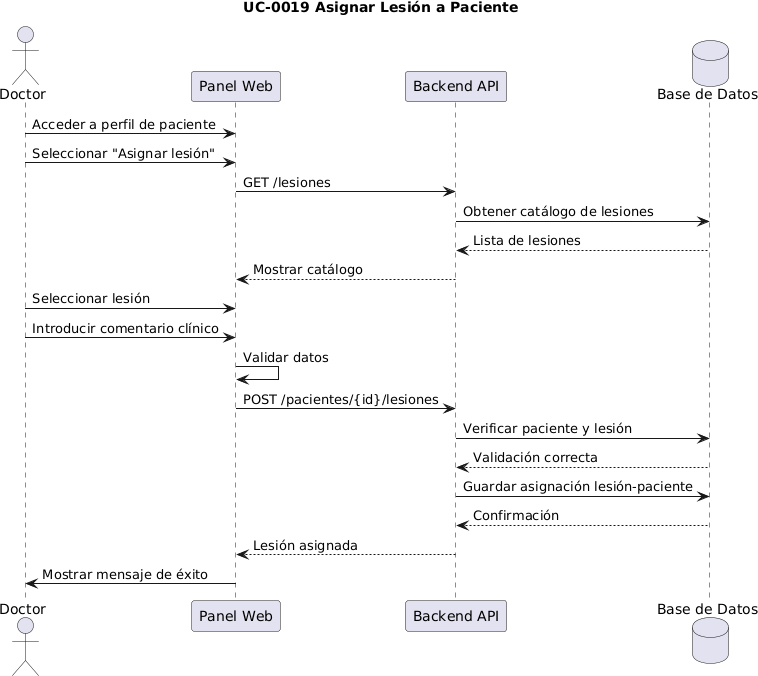 UC-0019 Asignar Lesión a Paciente
Doctor
Panel Web
Backend API
Base de Datos
Acceder a perfil de paciente
Seleccionar "Asignar lesión"
GET /lesiones
Obtener catálogo de lesiones
Lista de lesiones
Mostrar catálogo
Seleccionar lesión
Introducir comentario clínico
Validar datos
POST /pacientes/{id}/lesiones
Verificar paciente y lesión
Validación correcta
Guardar asignación lesión-paciente
Confirmación
Lesión asignada
Mostrar mensaje de éxito
Doctor
Panel Web
Backend API
Base de Datos